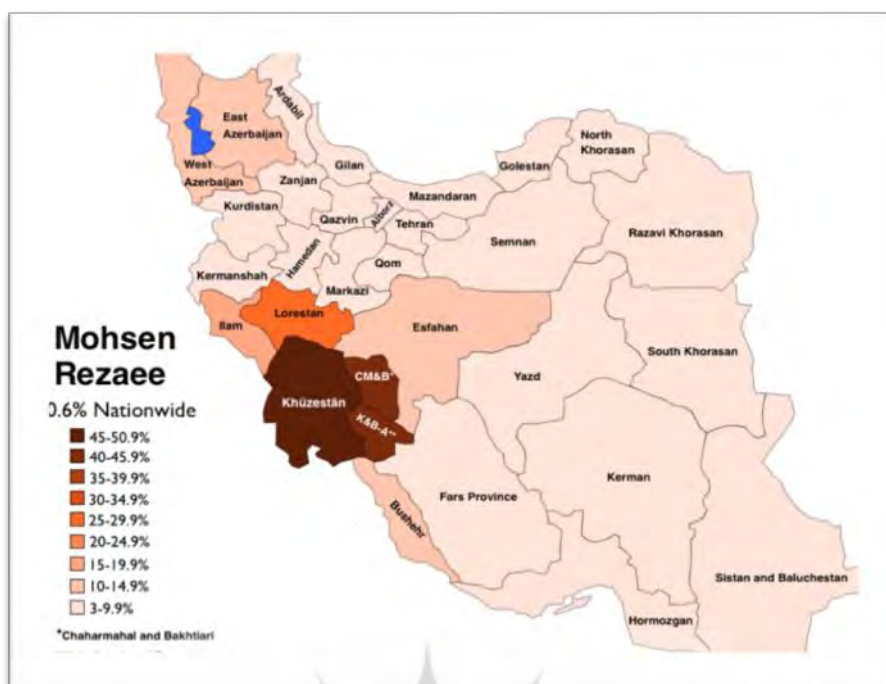 Ardabil
East
Azerbaijan
West
Azerbaijan
Gilan
Zanjan
Golestan
North
Khorasan
Mazandaran
Kurdistan
Qazvin
Alborz
Tehran
Semnan
Razavi Khorasan
Hamedan
Qom
Kermanshah
Markazi
Ilam
Lorestan
Esfahan
South Khorasan
Yazd
CM&B*
Khūzestān
K&B-A**
Kerman
Fars Province
Bushehr
Sistan and Baluchestan
Hormozgan
Mohsen
Rezaee
0.6% Nationwide
45-50.9%
40-45.9%
35-39.9%
30-34.9%
25-29.9%
20-24.9%
15-19.9%
10-14.9%
3-9.9%
*Chaharmahal and Bakhtiari